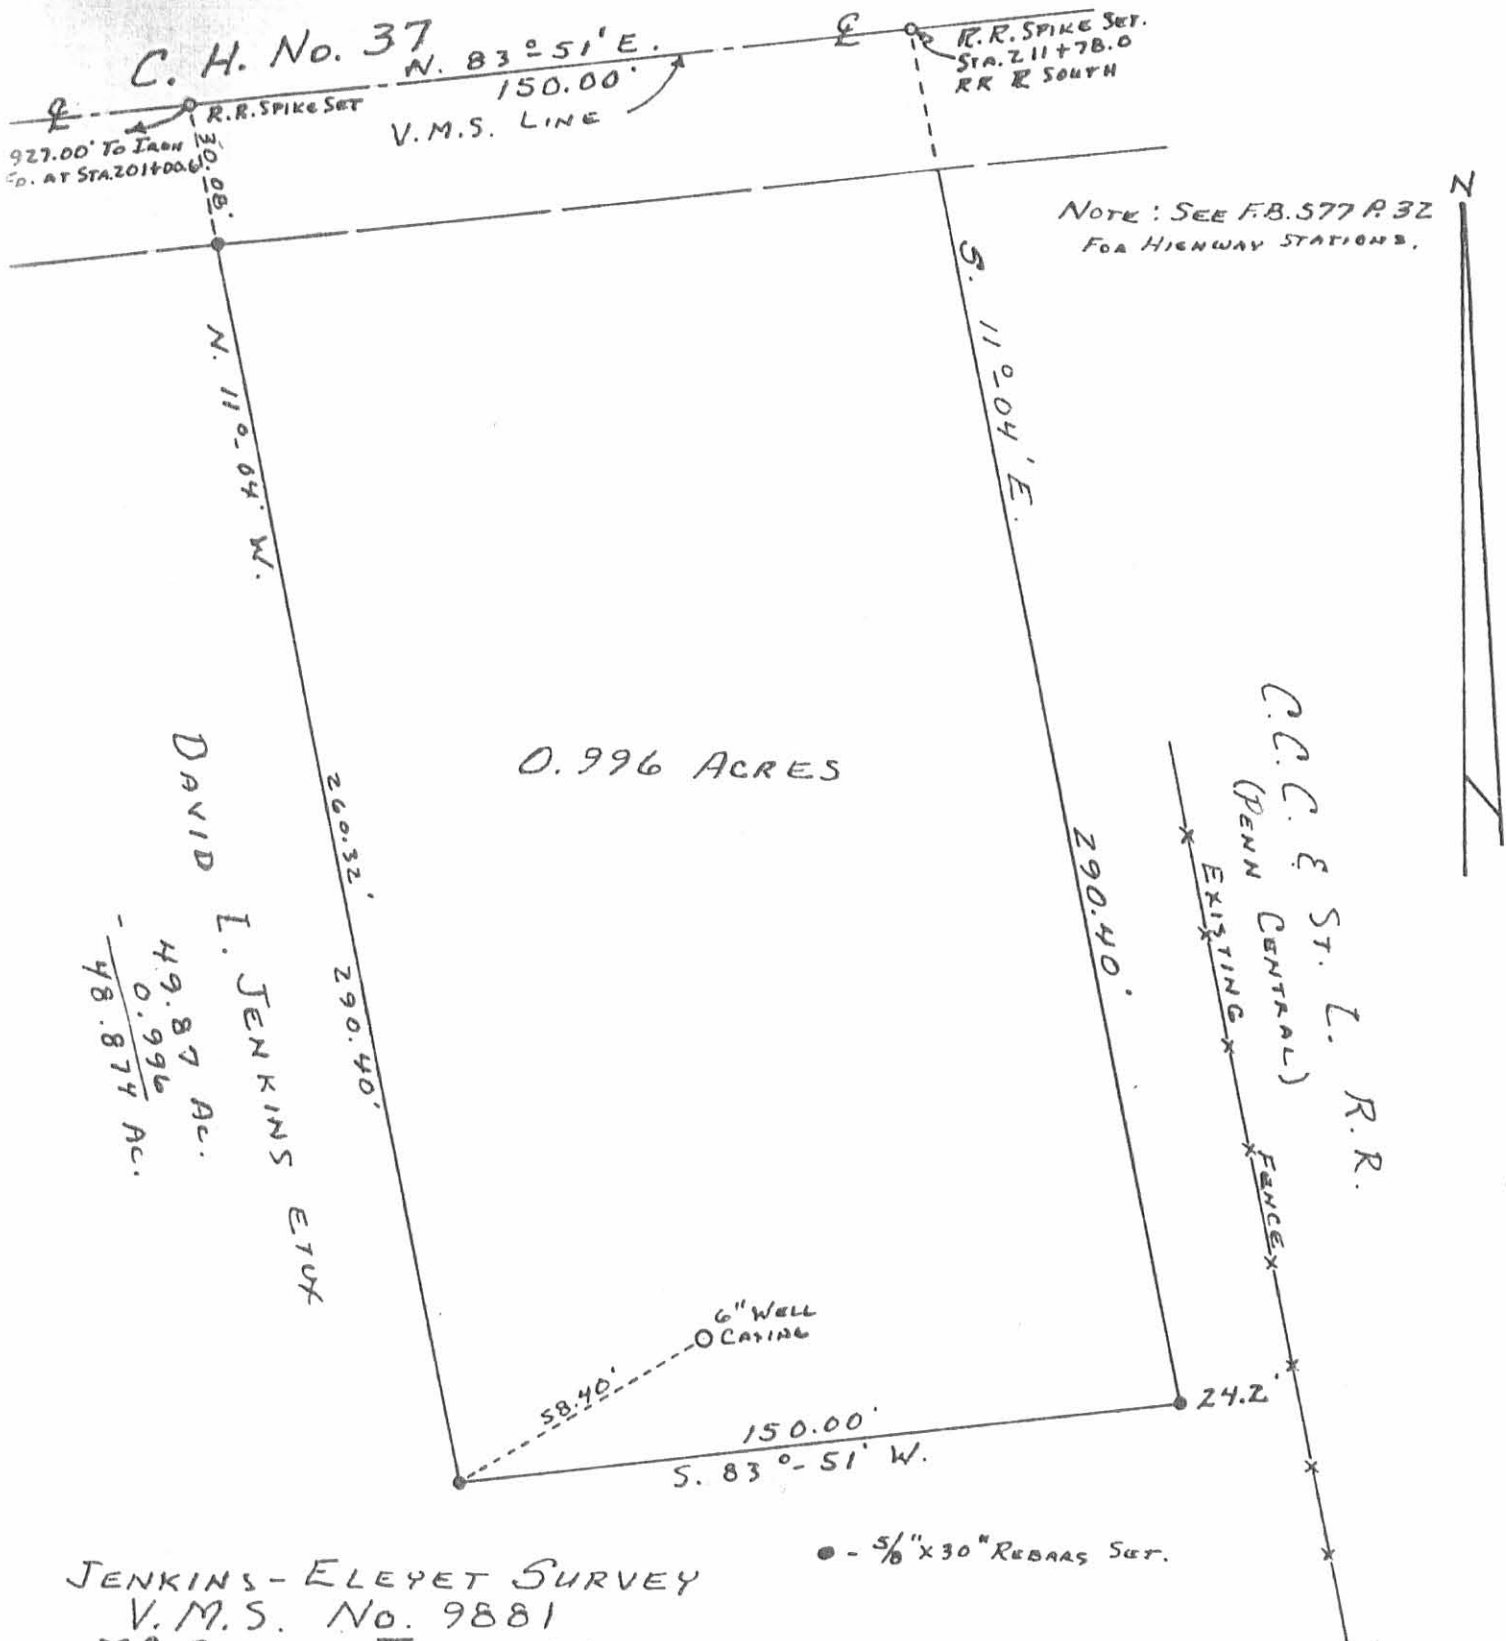 C. H. No. 37
N. 83°-51' E.
150.00'
V.M.S. LINE
R.R. SPIKE SET
927.00' TO IRON
AT STA. 201+00.6
30.08'
R.R. SPIKE SET.
STA. 211+78.0
RR SOUTH
NOTE: SEE F.B. 577 P. 32
FOR HIGHWAY STATIONS.
N
N. 11°-04' W.
S. 11°-04' E.
0.996 ACRES
260.32'
290.40'
290.40'
DAVID L. JENKINS ETUX
49.87 AC.
- 0.996
48.874 AC.
C.C.C. & ST. L. R.R.
(PENN CENTRAL)
EXISTING FENCE
6" WELL
CASING
58.40'
150.00'
S. 83°-51' W.
24.2'
● - 5/8" x 30" REBARS SET.
JENKINS - ELEYET SURVEY
V.M.S. No. 9881